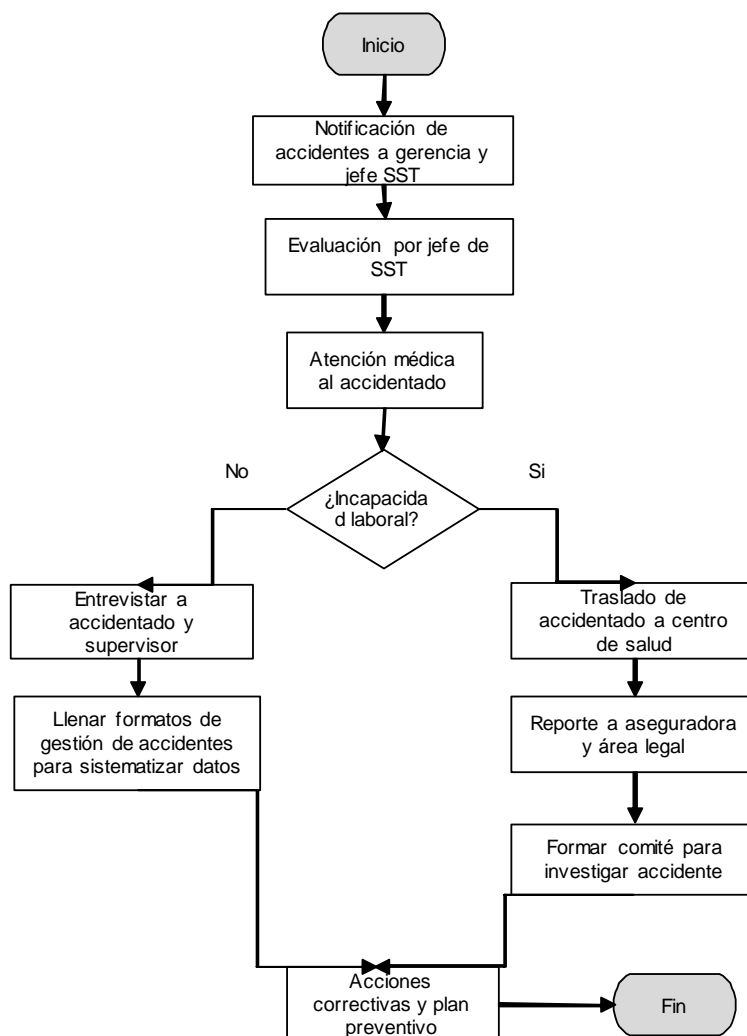 Inicio
Notificación de
accidentes a gerencia y
jefe SST
Evaluación por jefe de
SST
Atención médica
al accidentado
No
Si
¿Incapacida
d laboral?
Entrevistar a
accidentado y
supervisor
Traslado de
accidentado a centro
de salud
Llenar formatos de
gestión de accidentes
para sistematizar datos
Reporte a aseguradora
y área legal
Formar comité para
investigar accidente
Acciones
correctivas y plan
preventivo
Fin